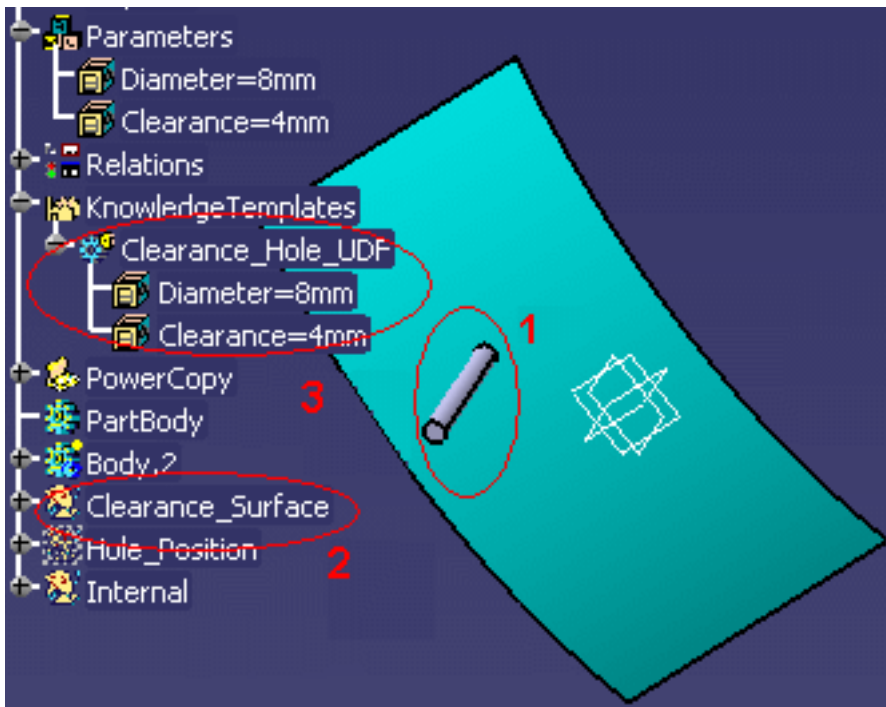 Parameters
Diameter=8mm
Clearance=4mm
Relations
KnowledgeTemplates
Clearance_Hole_UDF
Diameter=8mm
1
Clearance=4mm
PowerCopy
3
PartBody
Body.2
Clearance_Surface
Hole_Position
2
Internal